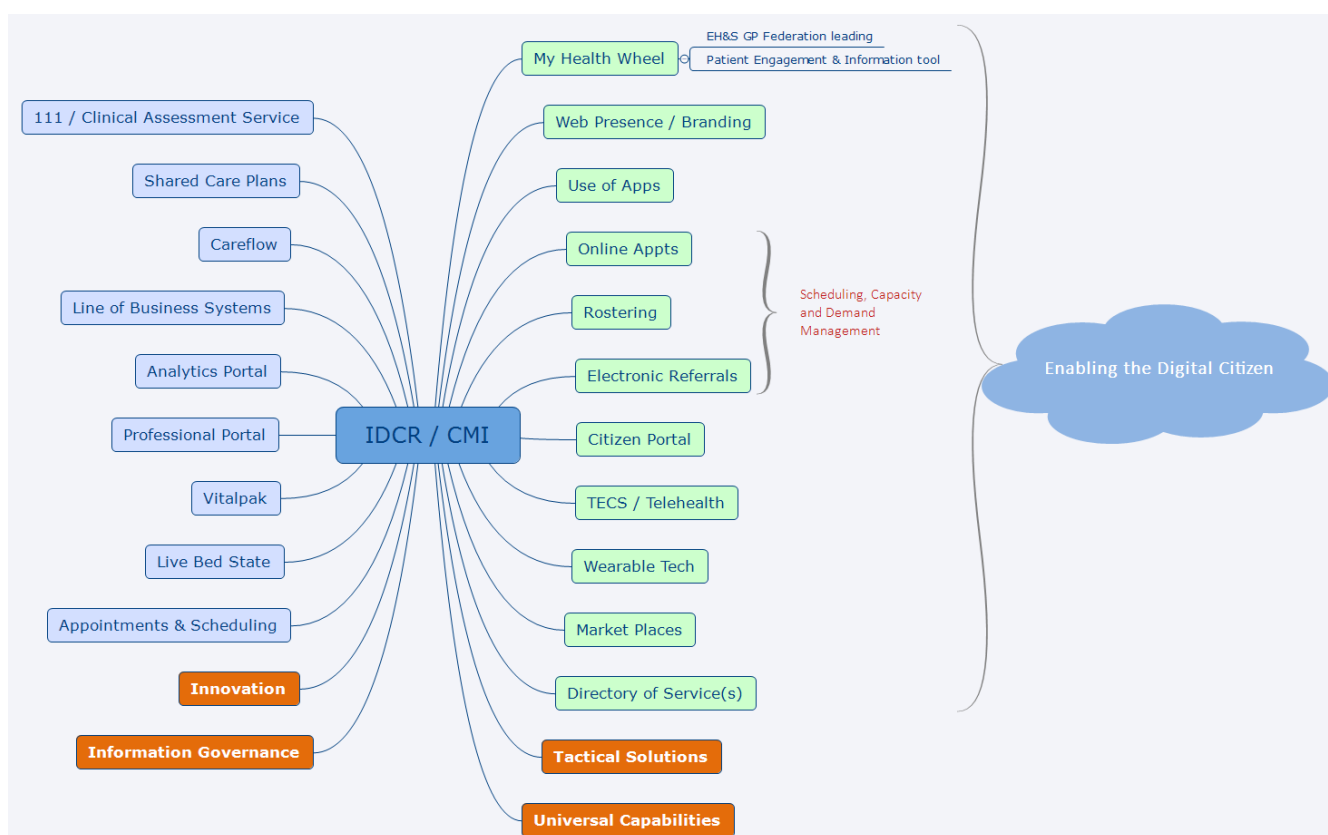 EH&S GP Federation leading
My Health Wheel
Patient Engagement & Information tool
111 / Clinical Assessment Service
Web Presence / Branding
Shared Care Plans
Use of Apps
Careflow
Online Appts
Line of Business Systems
Rostering
Scheduling, Capacity
and Demand
Management
Analytics Portal
Electronic Referrals
Enabling the Digital Citizen
Professional Portal
IDCR / CMI
Citizen Portal
Vitalpak
TECS / Telehealth
Live Bed State
Wearable Tech
Appointments & Scheduling
Market Places
Innovation
Directory of Service(s)
Information Governance
Tactical Solutions
Universal Capabilities